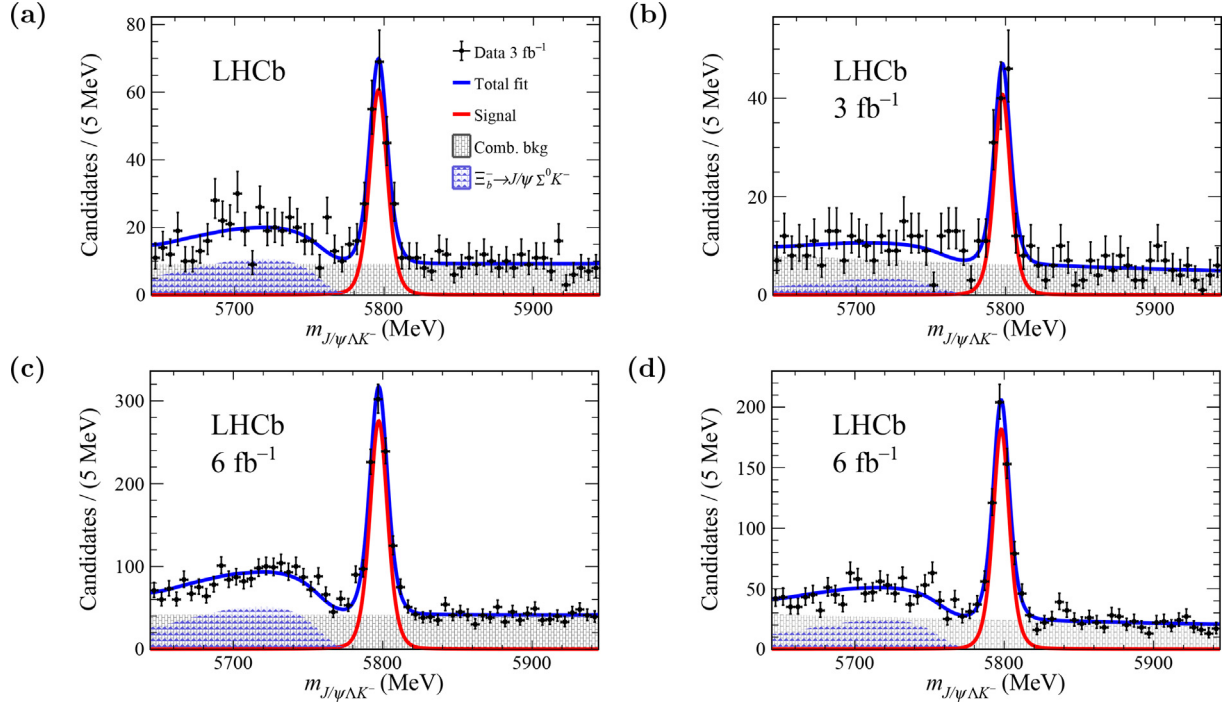 (a)
Candidates / (5 MeV)
80
60
40
20
0
LHCb
Data 3 fb⁻¹
Total fit
Signal
Comb. bkg
Ξ_b⁻→J/ψ Σ⁰K⁻
5700
5800
5900
m_{J/ψΛK⁻} (MeV)
(b)
Candidates / (5 MeV)
40
20
0
LHCb
3 fb⁻¹
5700
5800
5900
m_{J/ψΛK⁻} (MeV)
(c)
Candidates / (5 MeV)
300
200
100
0
LHCb
6 fb⁻¹
5700
5800
5900
m_{J/ψΛK⁻} (MeV)
(d)
Candidates / (5 MeV)
200
150
100
50
0
LHCb
6 fb⁻¹
5700
5800
5900
m_{J/ψΛK⁻} (MeV)